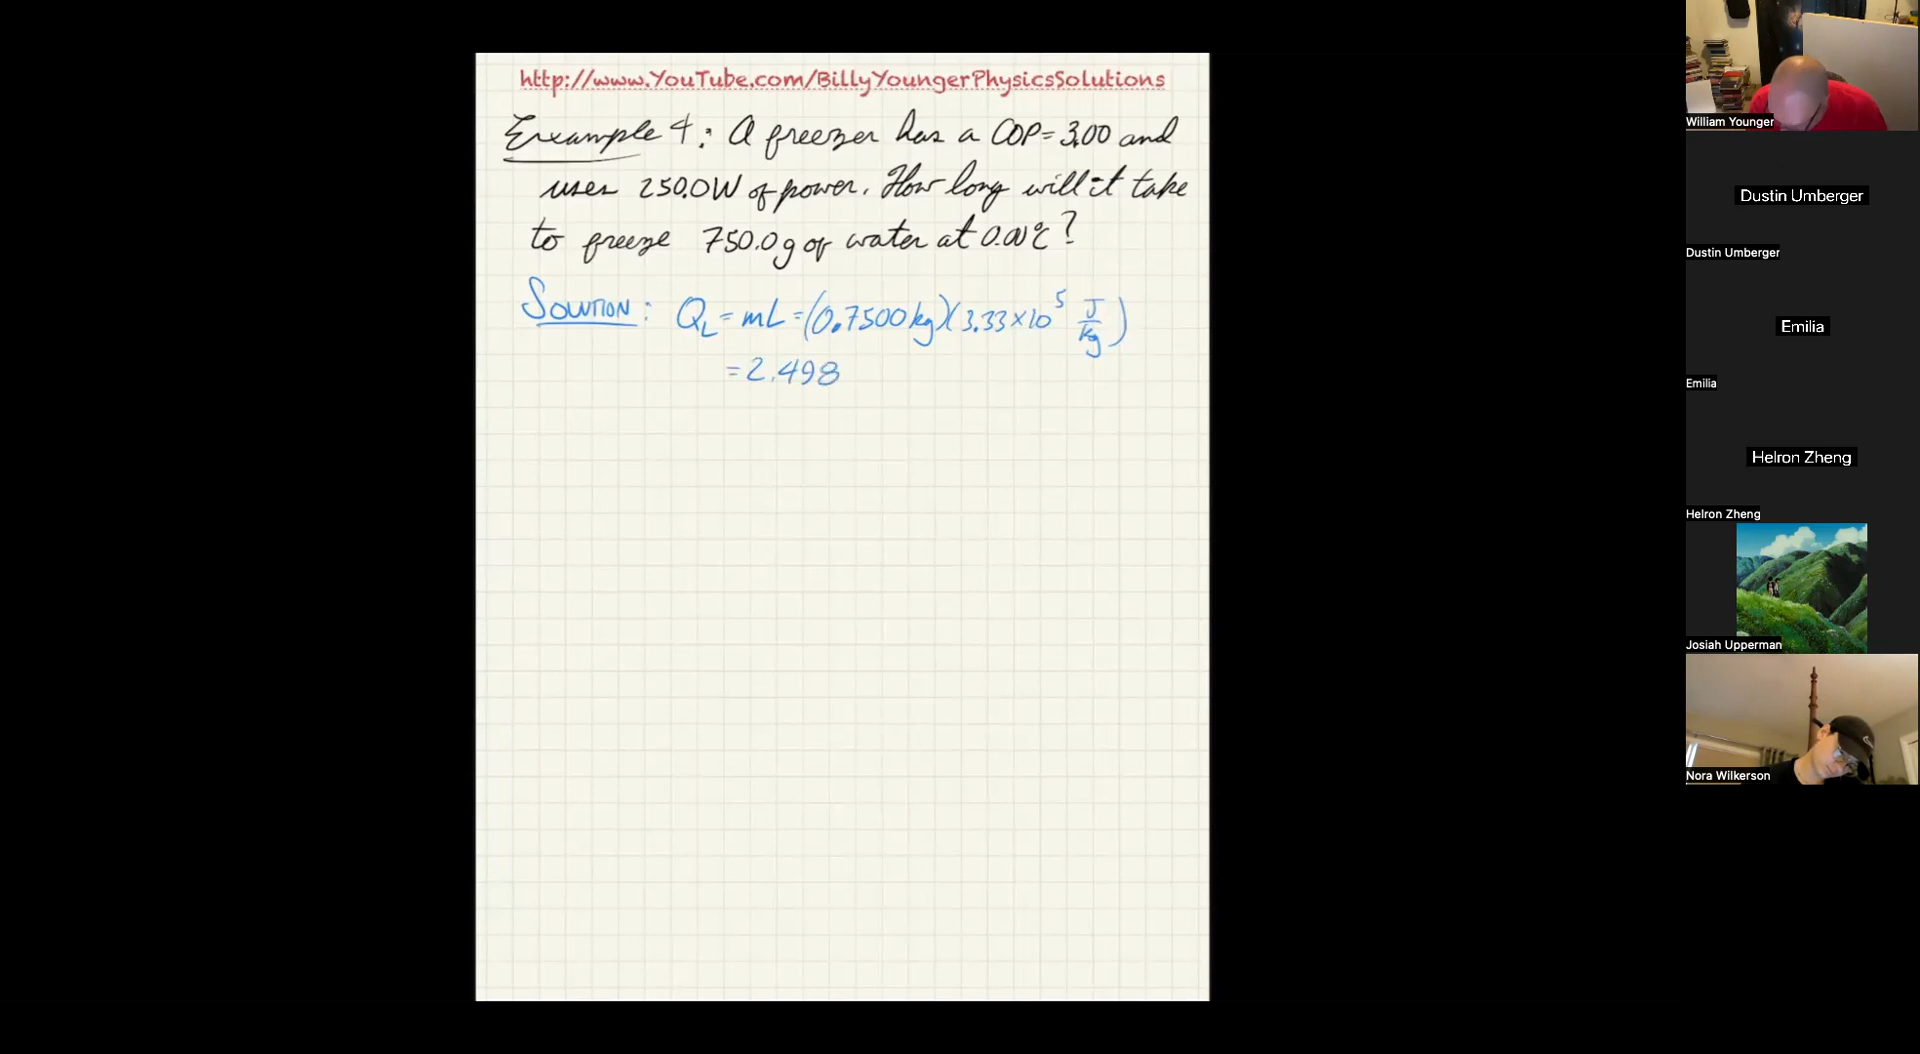 http://www.YouTube.com/BillyYoungerPhysicsSolutions
Example 4: A freezer has a COP = 3.00 and
uses 250.0W of power. How long will it take
to freeze 750.0g of water at 0.00°C?
SOLUTION: Q_L = mL = (0.7500 kg)(3.33×10^5 J/kg)
= 2.498
William Younger
Dustin Umberger
Dustin Umberger
Emilia
Emilia
Helron Zheng
Helron Zheng
Josiah Upperman
Nora Wilkerson